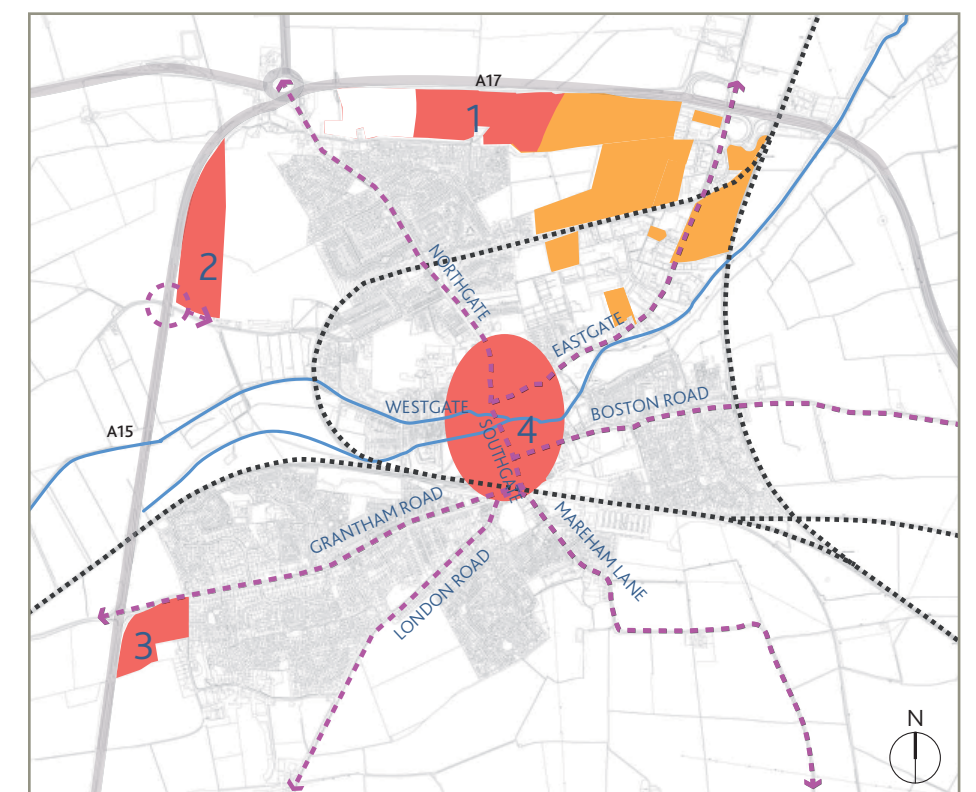 A17
1
2
NORTHGATE
EASTGATE
WESTGATE
BOSTON ROAD
A15
4
SOUTHGATE
GRANTHAM ROAD
MAREHAM LANE
LONDON ROAD
3
N